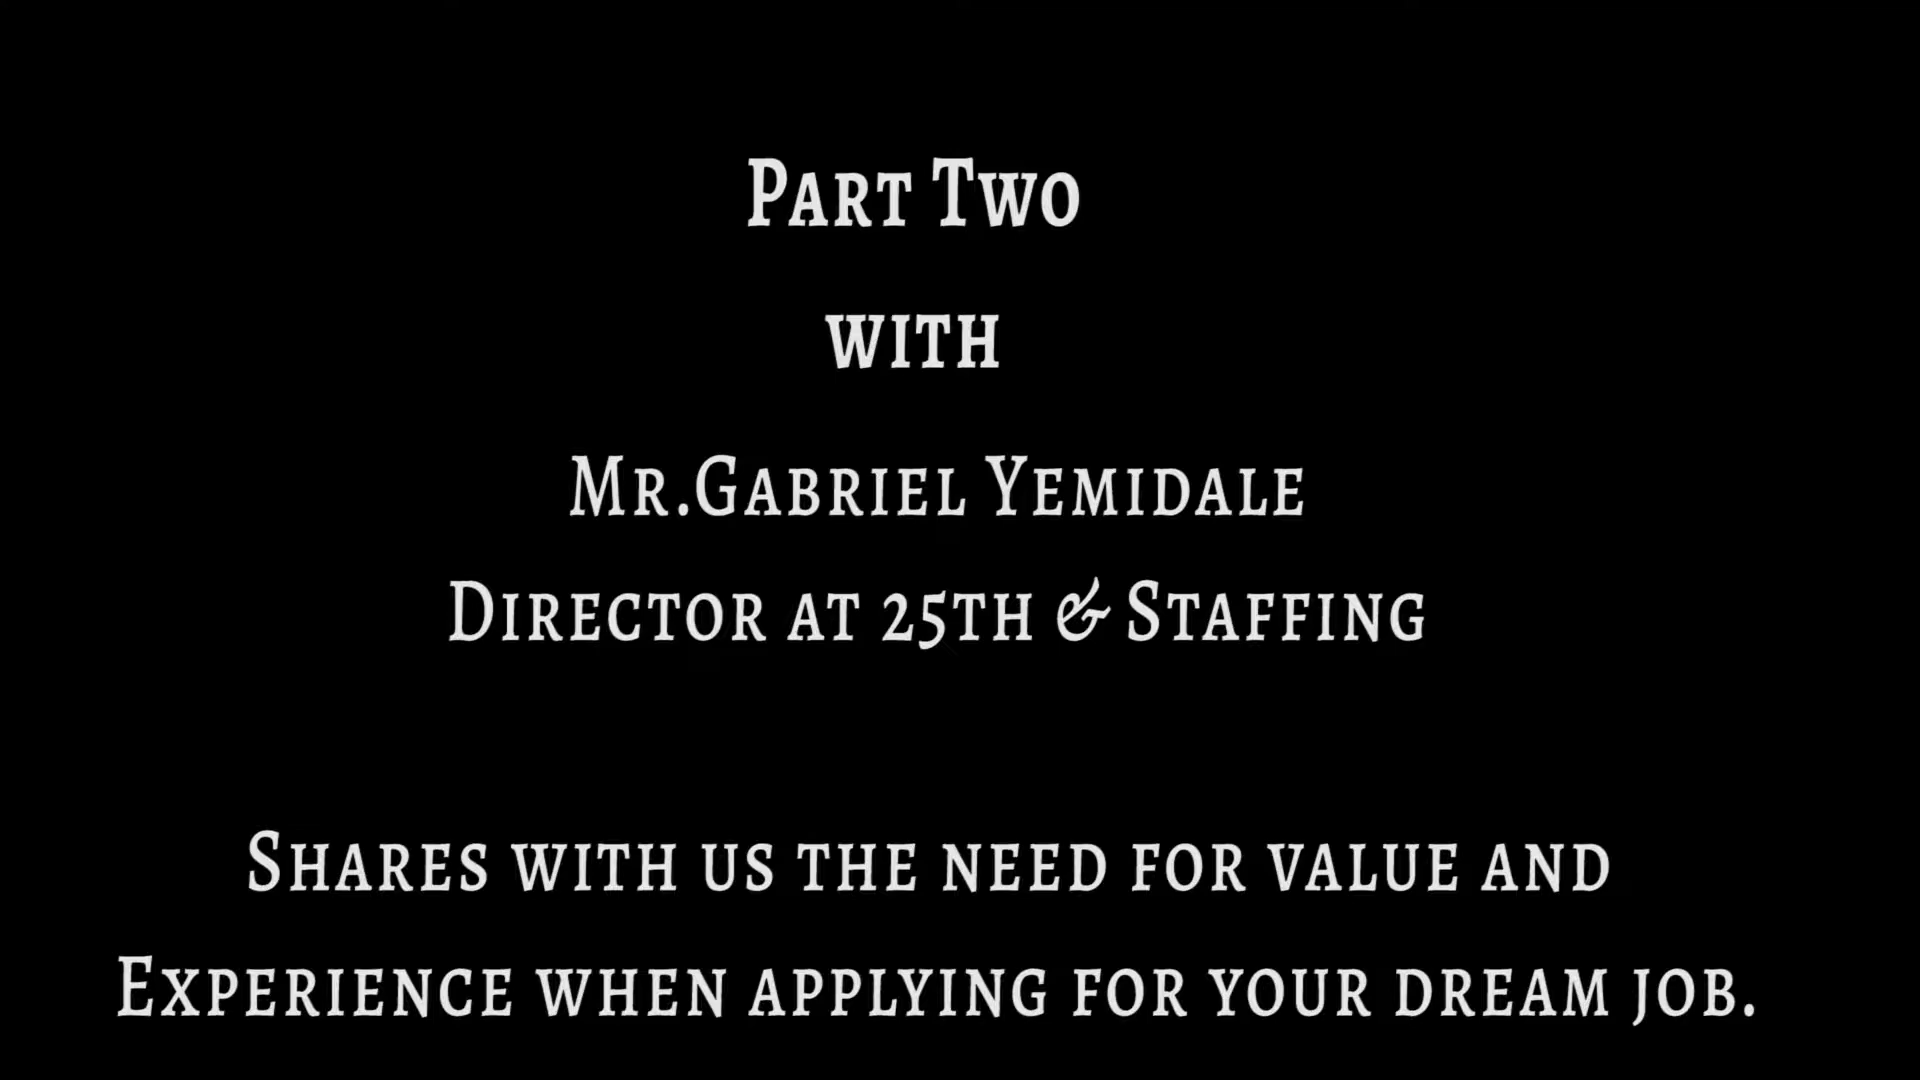 Part Two
with
Mr.Gabriel Yemidale
Director at 25th & Staffing
Shares with us the need for value and
Experience when applying for your dream job.